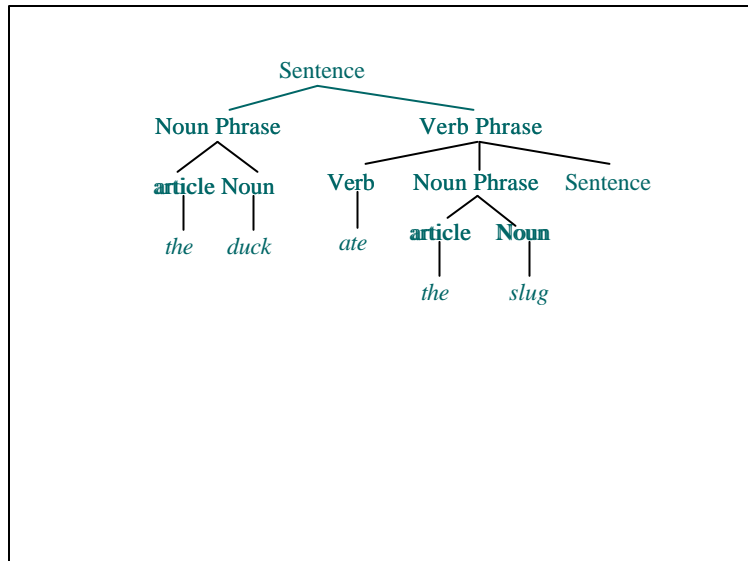 Sentence
Noun Phrase Verb Phrase
article Noun Verb Noun Phrase Sentence
the duck ate article Noun
the slug